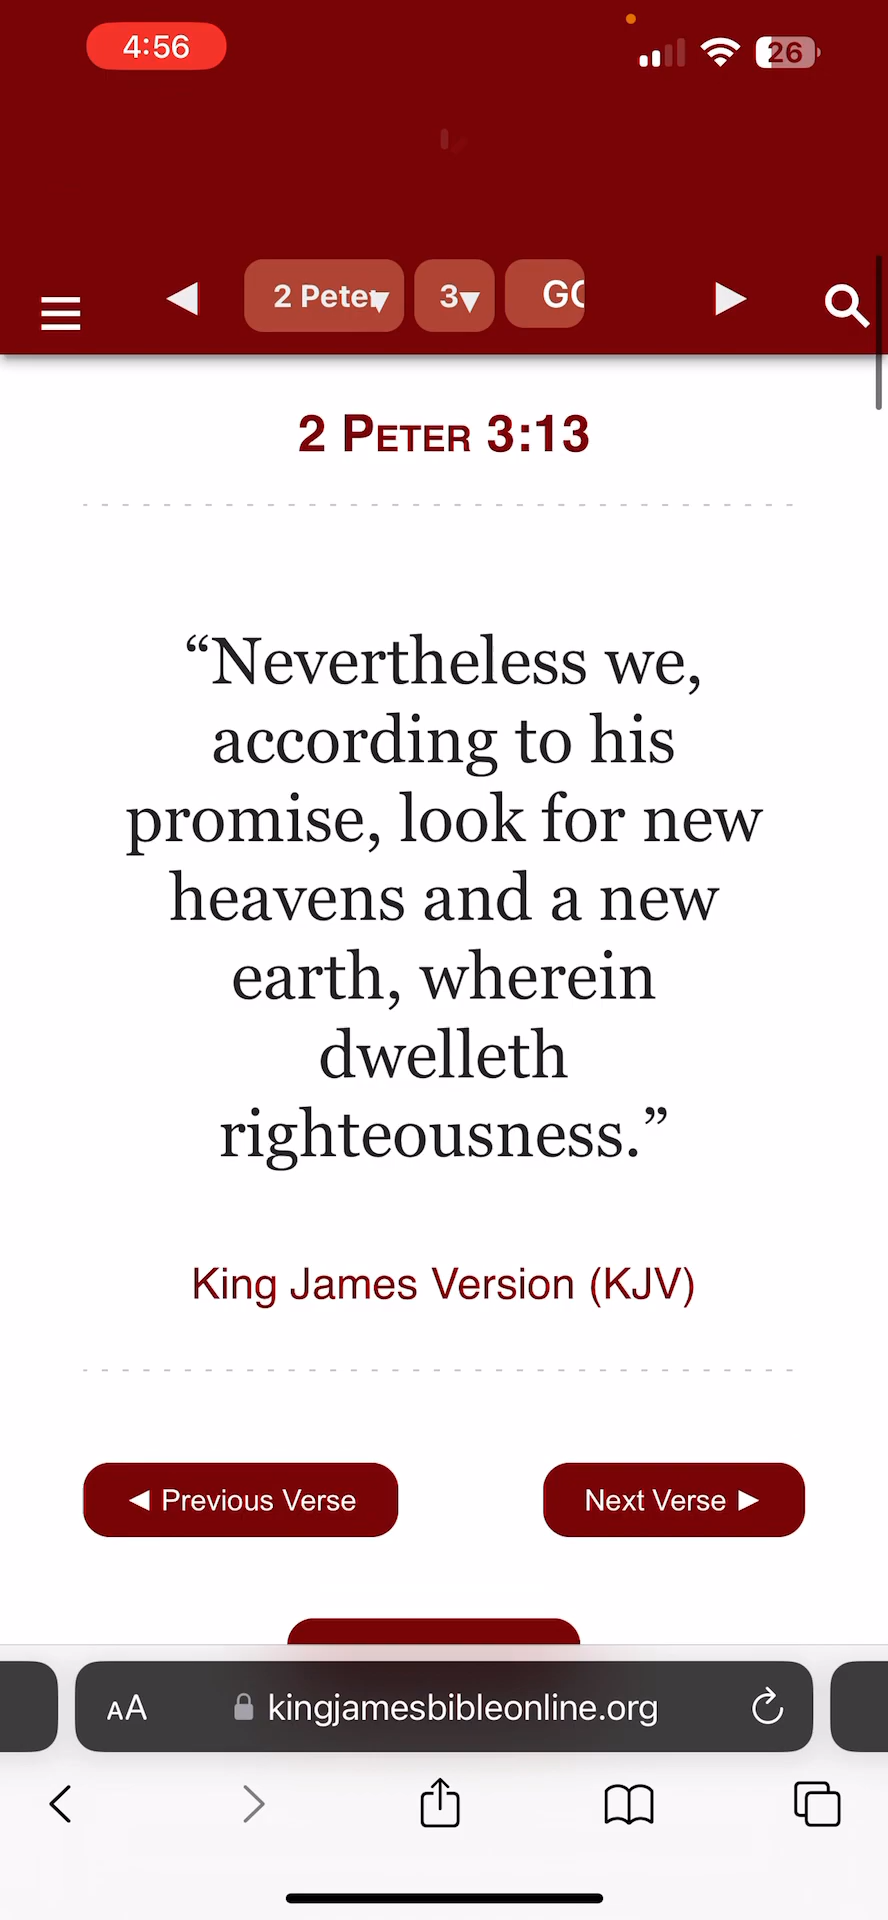 4:56
26
2 Peter
3
2 Peter 3:13
“Nevertheless we,
according to his
promise, look for new
heavens and a new
earth, wherein
dwelleth
righteousness.”
King James Version (KJV)
◄ Previous Verse
Next Verse ►
AA
kingjamesbibleonline.org